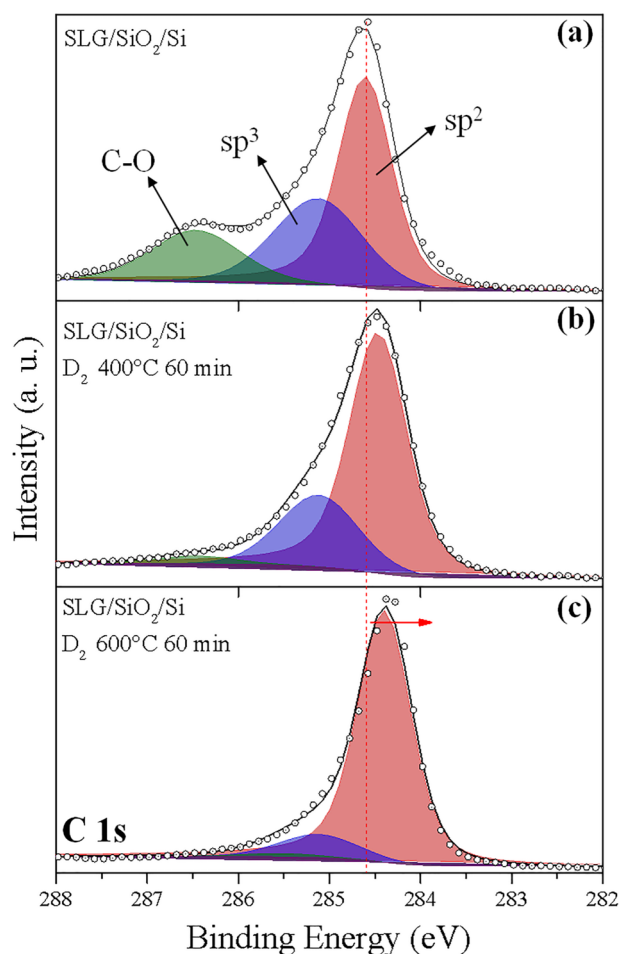 SLG/SiO₂/Si
(a)
sp³
sp²
C-O
SLG/SiO₂/Si
(b)
D₂ 400°C 60 min
Intensity (a. u.)
SLG/SiO₂/Si
(c)
D₂ 600°C 60 min
C 1s
288 287 286 285 284 283 282
Binding Energy (eV)